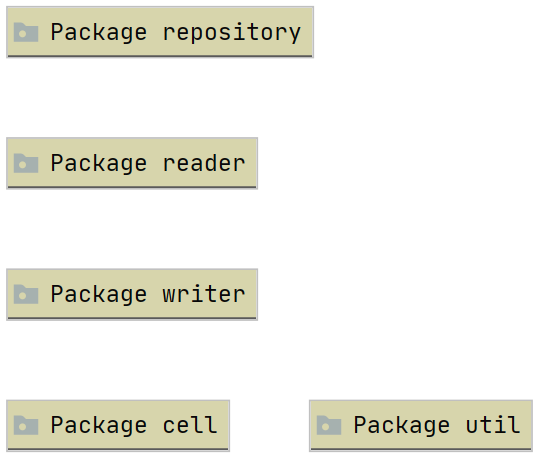 Package repository
Package reader
Package writer
Package cell
Package util